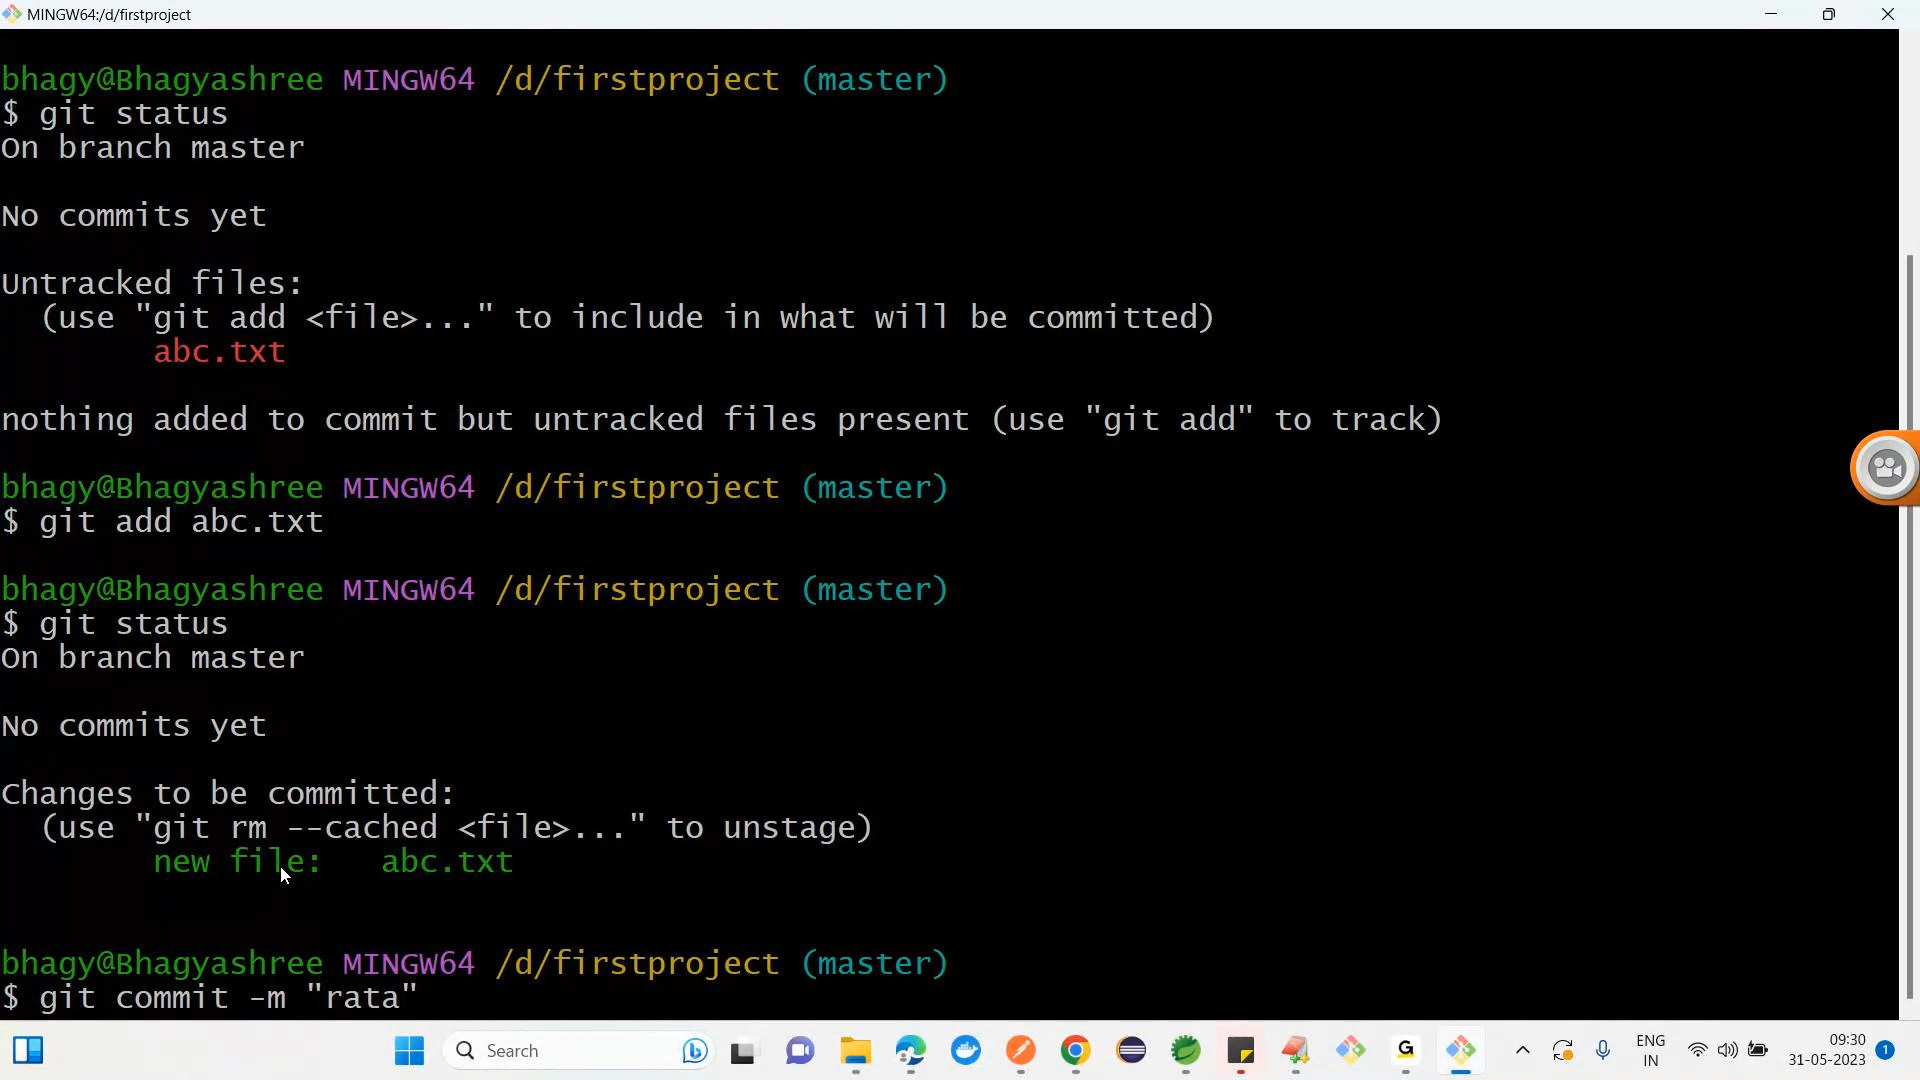 MINGW64:/d/firstproject
bhagy@Bhagyashree MINGW64 /d/firstproject (master)
$ git status
On branch master
No commits yet
Untracked files:
  (use "git add <file>..." to include in what will be committed)
        abc.txt
nothing added to commit but untracked files present (use "git add" to track)
bhagy@Bhagyashree MINGW64 /d/firstproject (master)
$ git add abc.txt
bhagy@Bhagyashree MINGW64 /d/firstproject (master)
$ git status
On branch master
No commits yet
Changes to be committed:
  (use "git rm --cached <file>..." to unstage)
        new file:   abc.txt
bhagy@Bhagyashree MINGW64 /d/firstproject (master)
$ git commit -m "rata"
Search
G
ENG
IN
09:30
31-05-2023
1